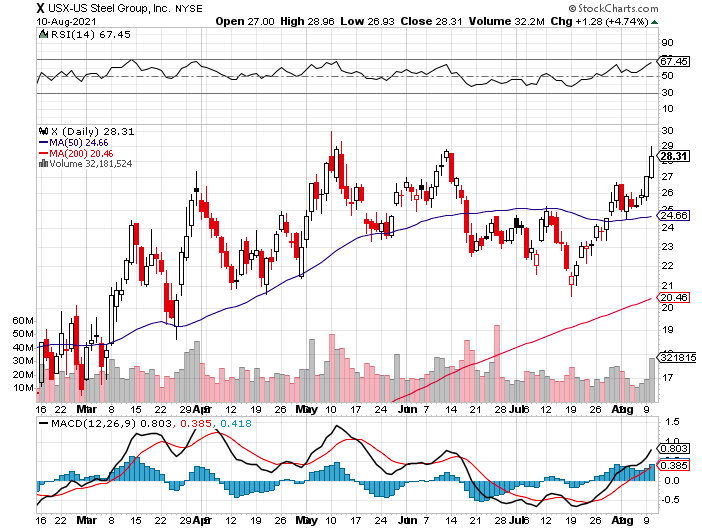 X USX-US Steel Group, Inc. NYSE
© StockCharts.com
10-Aug-2021
Open 27.00 High 28.96 Low 26.93 Close 28.31 Volume 32.2M Chg +1.28 (+4.74%)
RSI(14) 67.45
90
67.45
50
30
10
X (Daily) 28.31
MA(50) 24.66
MA(200) 20.46
Volume 32,181,524
30
29
28.31
27
26
25
24.66
24
23
22
21
20.46
19
18
17
321815
60M
50M
40M
30M
20M
10M
16 22 Mar 8 15 22 29 Apr 5 12 19 26 May 10 17 24 Jun 7 14 21 28 Jul 6 12 19 26 Aug 9
MACD(12,26,9) 0.803, 0.385, 0.418
1.5
1.0
0.803
0.385
0.0
-0.5
16 22 Mar 8 15 22 29 Apr 12 19 26 May 10 17 24 Jun 7 14 21 28 Jul 6 12 19 26 Aug 9